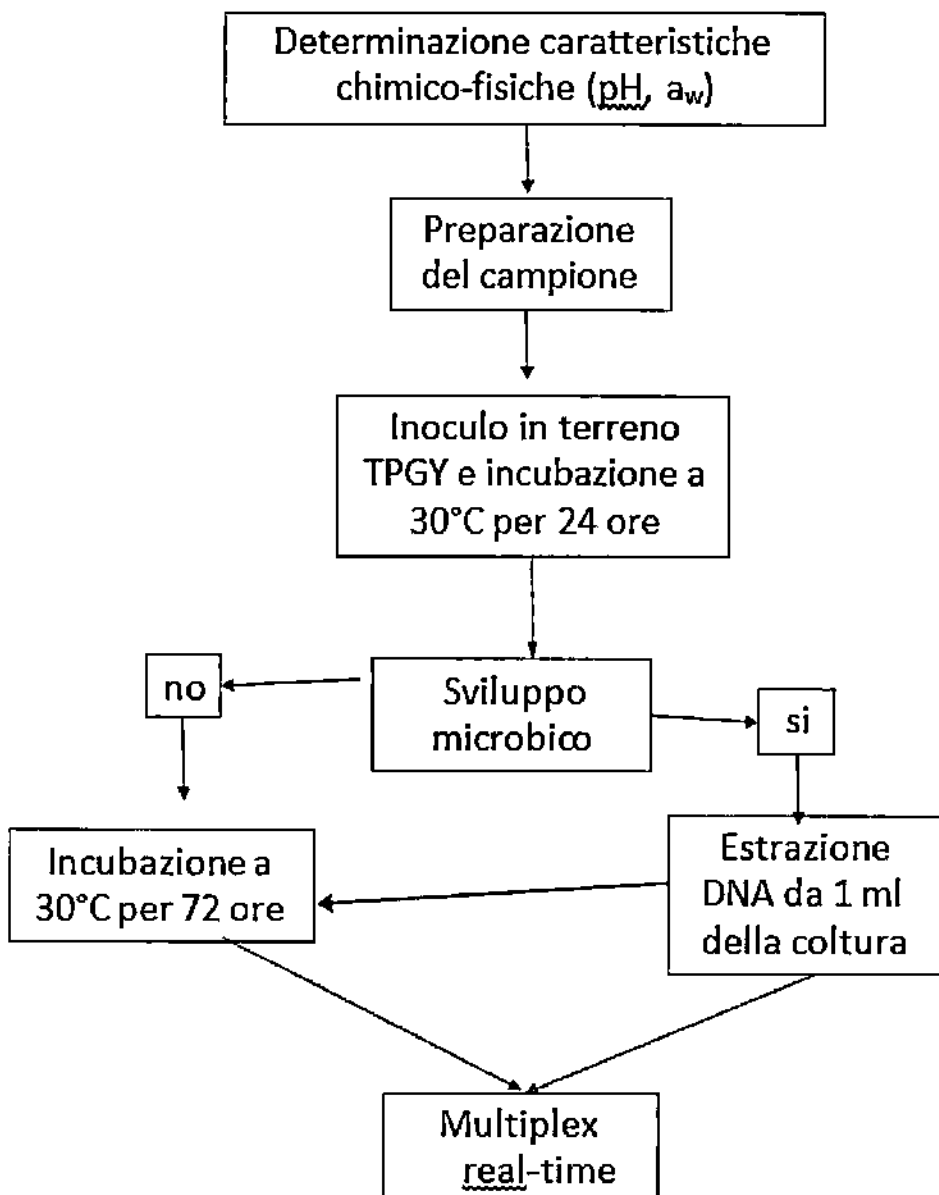 Determinazione caratteristiche
chimico-fisiche (pH, aw)
Preparazione
del campione
Inoculo in terreno
TPGY e incubazione a
30°C per 24 ore
no
Sviluppo
microbico
si
Incubazione a
30°C per 72 ore
Estrazione
DNA da 1 ml
della coltura
Multiplex
real-time